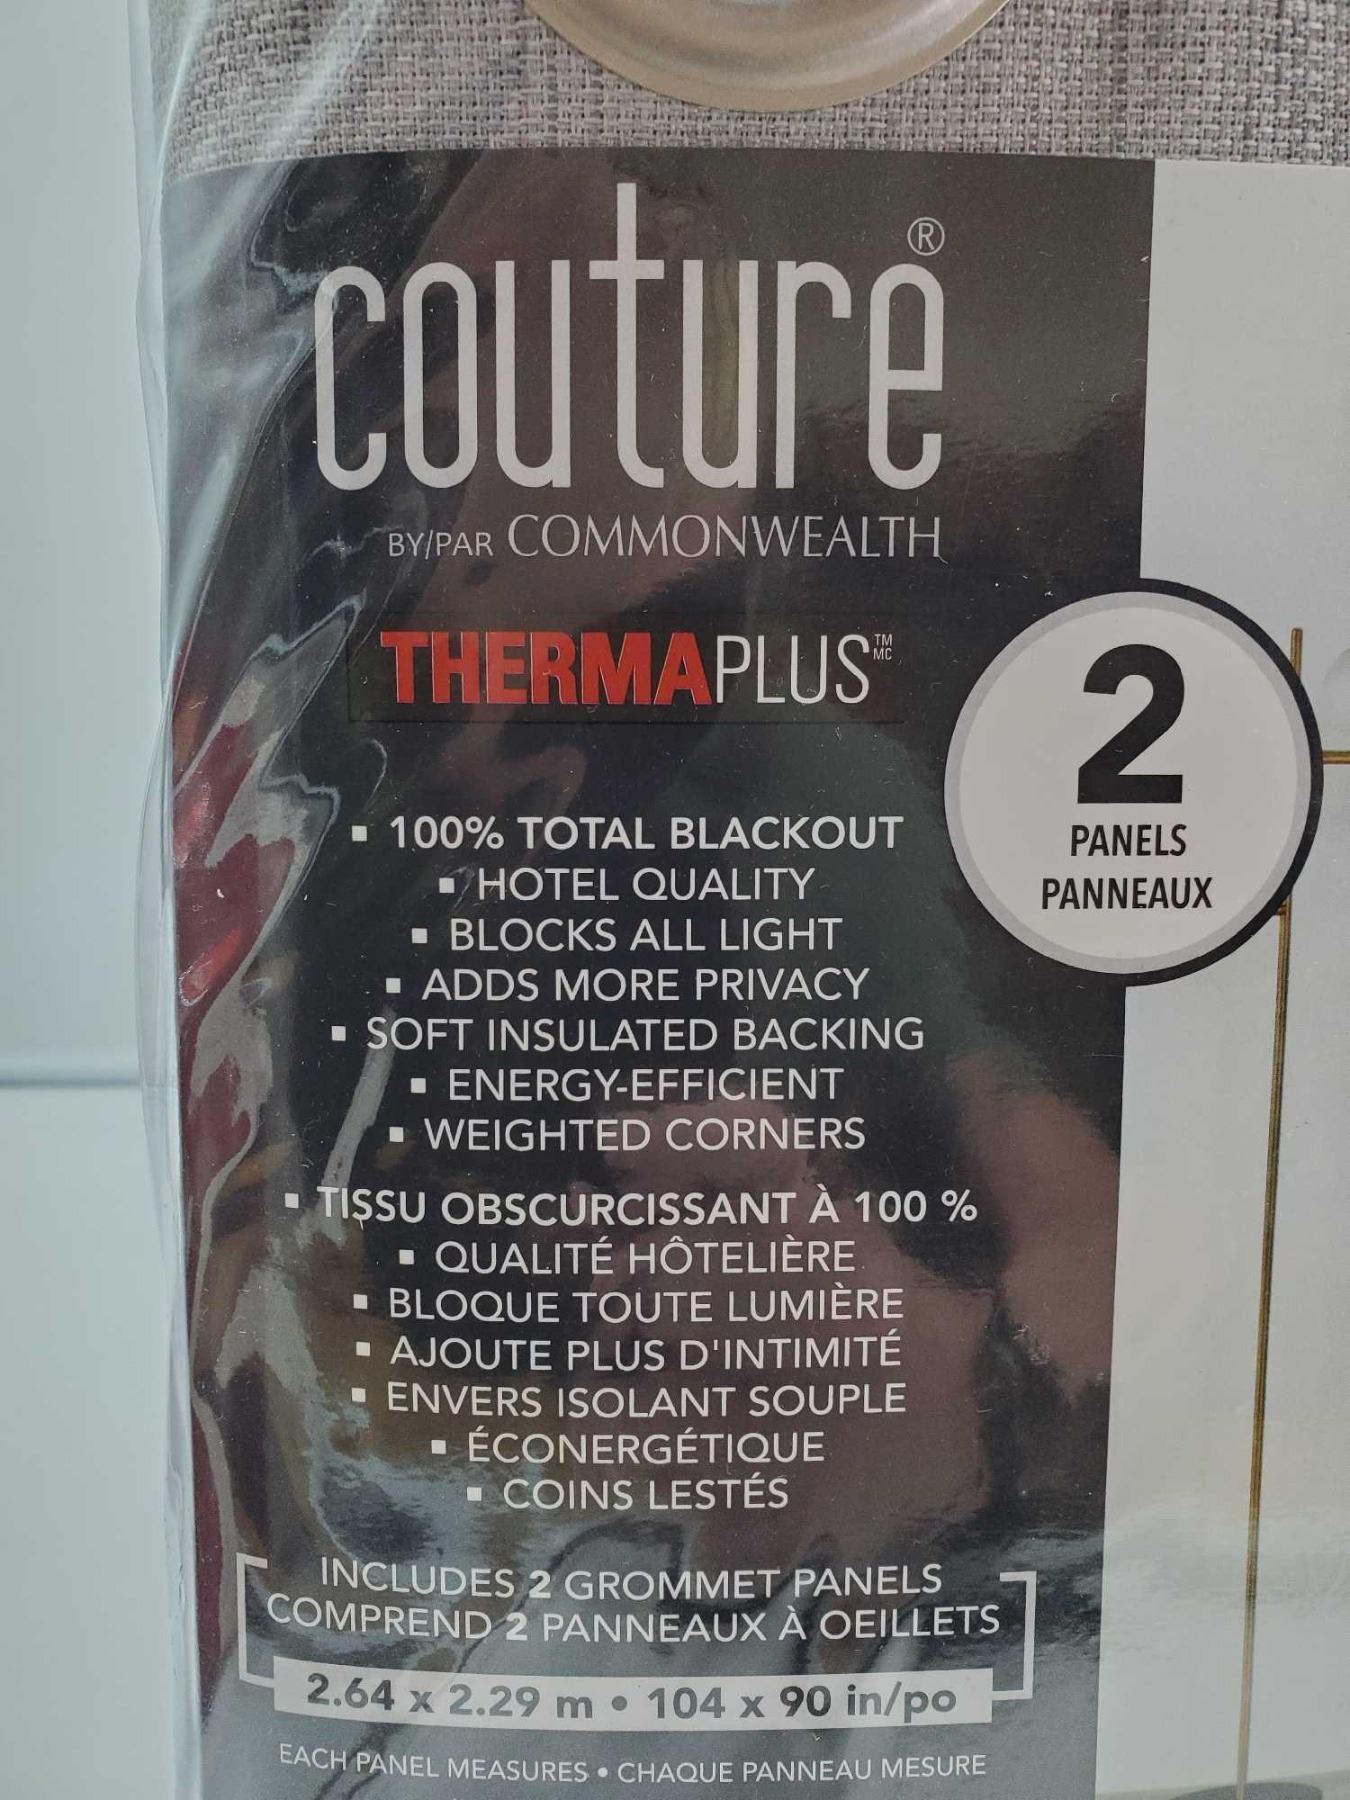 couture®
BY/PAR COMMONWEALTH
THERMAPLUS™ MC
2
PANELS
PANNEAUX
▪ 100% TOTAL BLACKOUT
▪ HOTEL QUALITY
▪ BLOCKS ALL LIGHT
▪ ADDS MORE PRIVACY
▪ SOFT INSULATED BACKING
▪ ENERGY-EFFICIENT
▪ WEIGHTED CORNERS
▪ TISSU OBSCURCISSANT À 100 %
▪ QUALITÉ HÔTELIÈRE
▪ BLOQUE TOUTE LUMIÈRE
▪ AJOUTE PLUS D'INTIMITÉ
▪ ENVERS ISOLANT SOUPLE
▪ ÉCONERGÉTIQUE
▪ COINS LESTÉS
INCLUDES 2 GROMMET PANELS
COMPREND 2 PANNEAUX À OEILLETS
2.64 x 2.29 m • 104 x 90 in/po
EACH PANEL MEASURES • CHAQUE PANNEAU MESURE